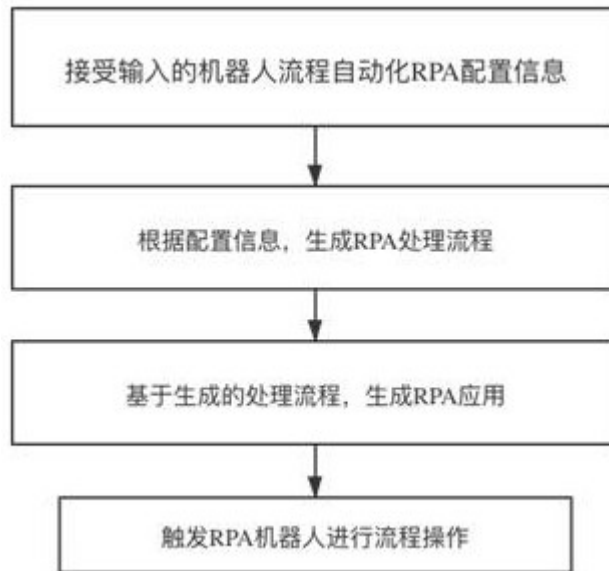 接受输入的机器人流程自动化RPA配置信息
根据配置信息，生成RPA处理流程
基于生成的处理流程，生成RPA应用
触发RPA机器人进行流程操作